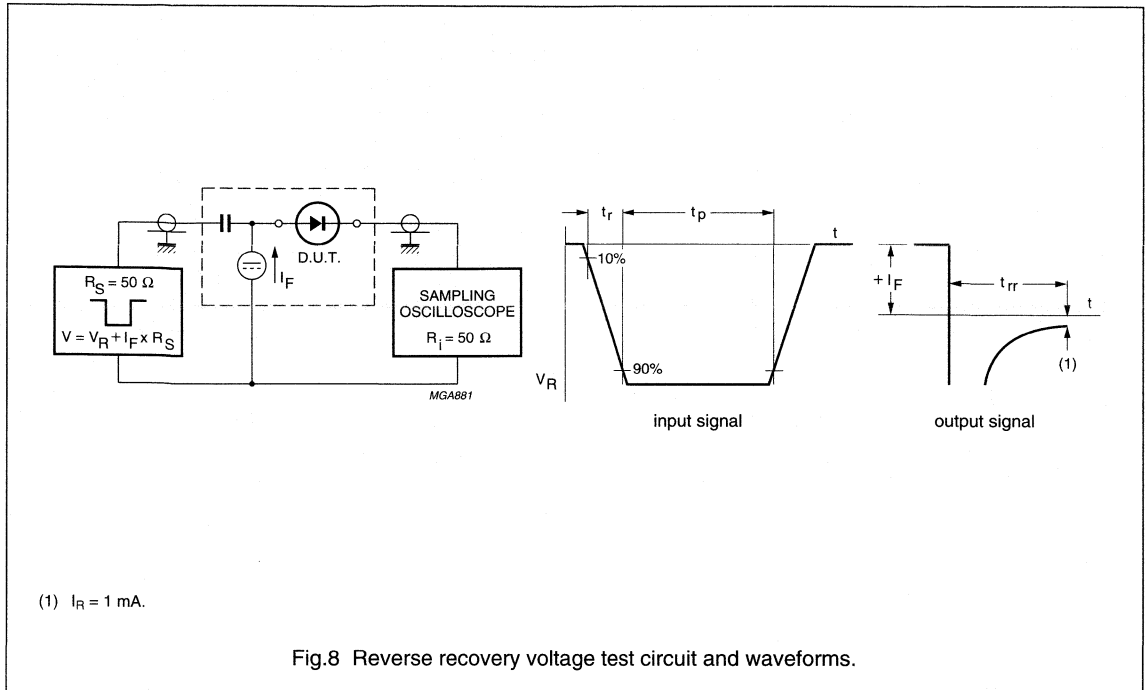 R_S = 50 Ω
V = V_R + I_F x R_S
I_F
D.U.T.
SAMPLING
OSCILLOSCOPE
R_i = 50 Ω
MGA881
t_r
t_p
t
10%
90%
V_R
input signal
+ I_F
t_rr
t
(1)
output signal
(1) I_R = 1 mA.
Fig.8 Reverse recovery voltage test circuit and waveforms.